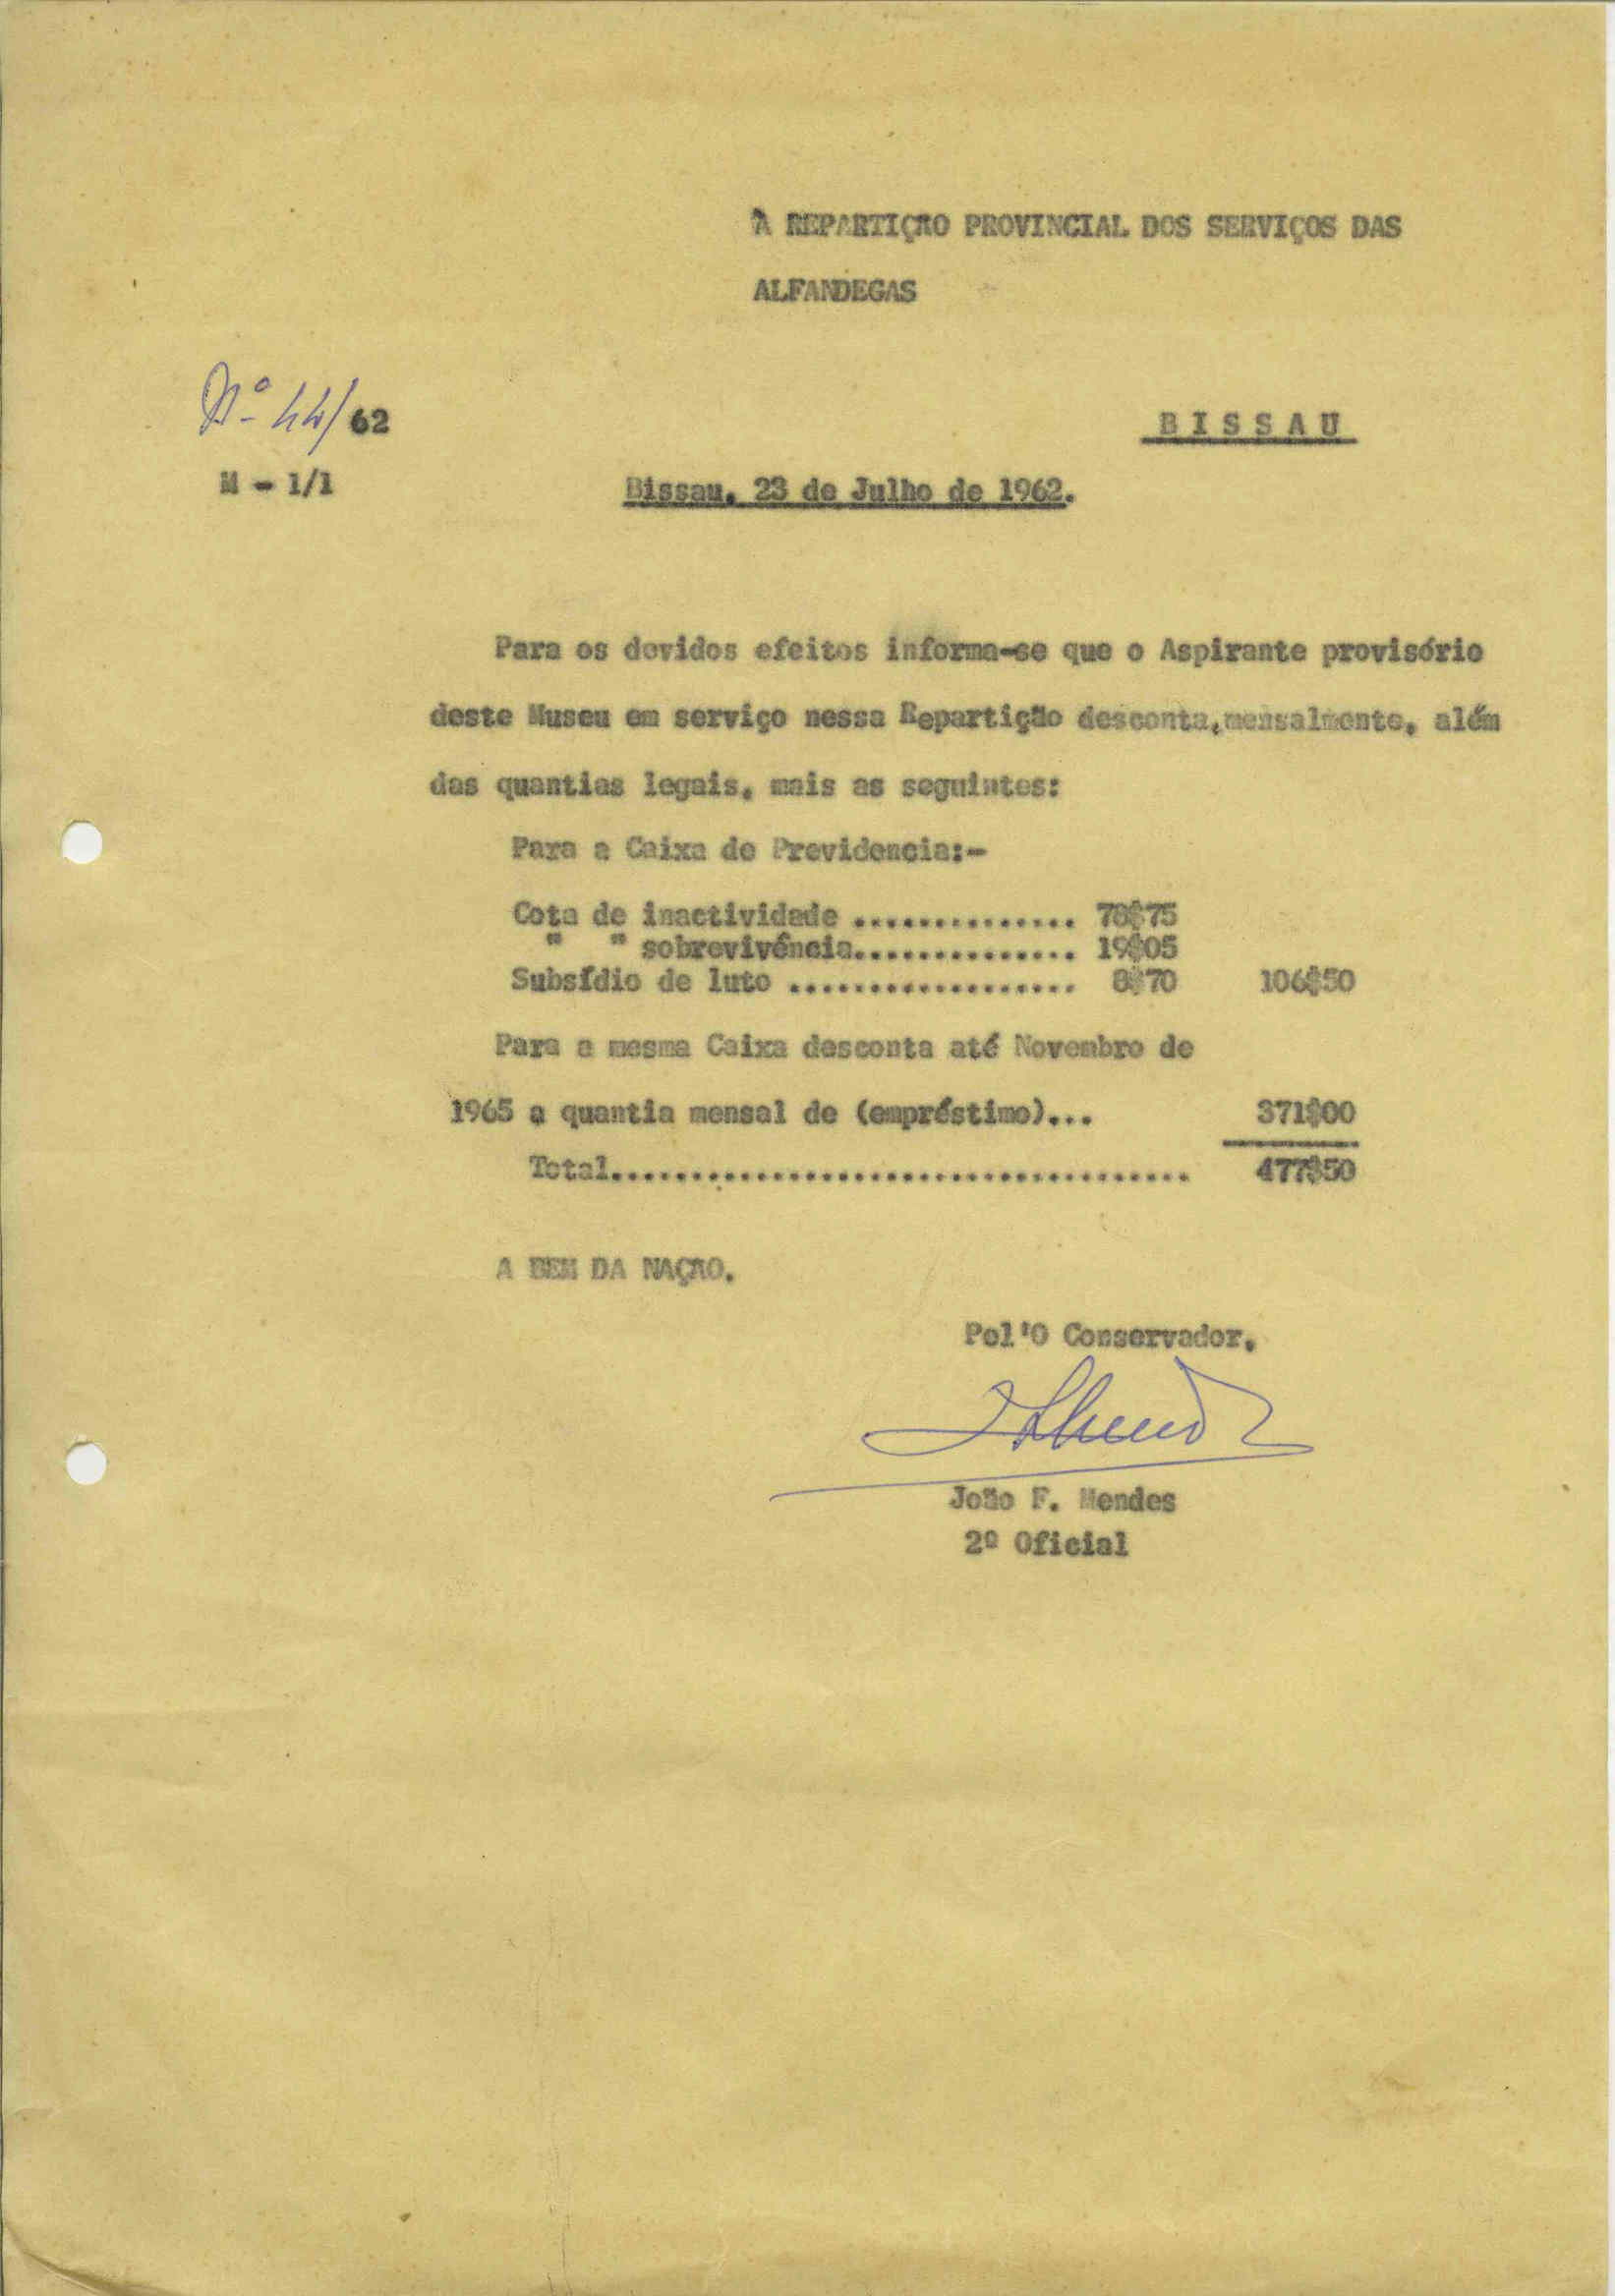 À REPARTIÇÃO PROVINCIAL DOS SERVIÇOS DAS
ALFANDEGAS
Nº 44/62
BISSAU
M - 1/1
Bissau, 23 de Julho de 1962.
Para os devidos efeitos informa-se que o Aspirante provisório
deste Museu em serviço nessa Repartição desconta,mensalmente, além
das quantias legais, mais as seguintes:
Para a Caixa de Previdencia:-
Cota de inactividade .............. 78$75
" " sobrevivência.............. 19$05
Subsídio de luto .................. 8$70 106$50
Para a mesma Caixa desconta até Novembro de
1965 a quantia mensal de (empréstimo)... 371$00
Total.................................... 477$50
A BEM DA NAÇÃO.
Pel'O Conservador,
João F. Mendes
2º Oficial